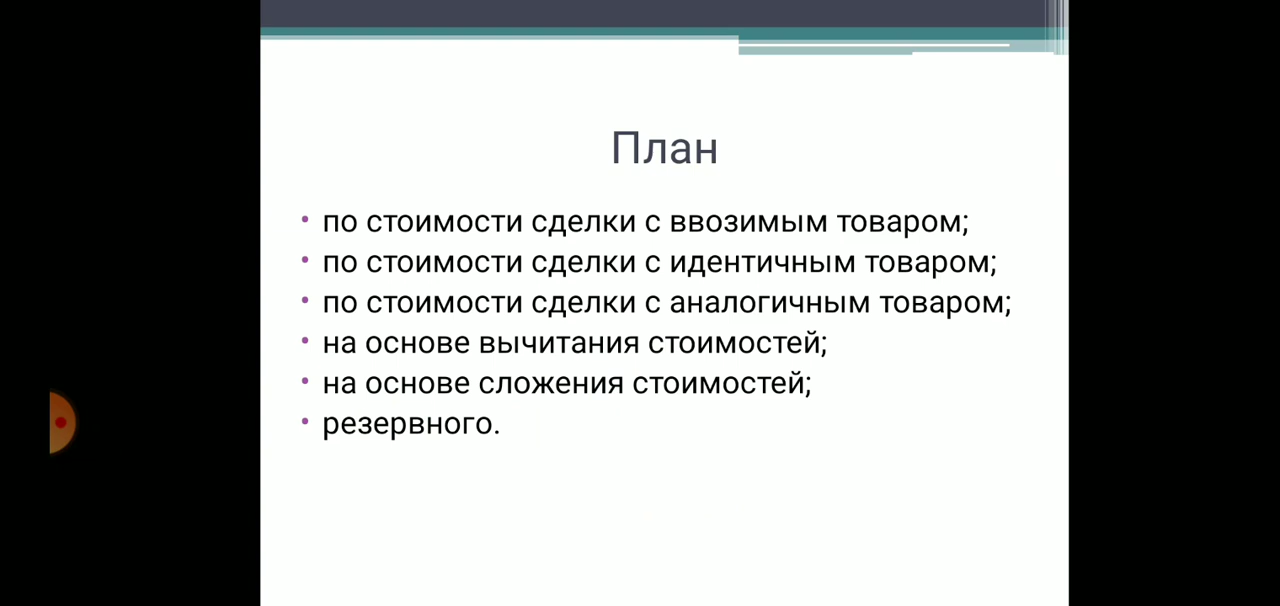 План
• по стоимости сделки с ввозимым товаром;
• по стоимости сделки с идентичным товаром;
• по стоимости сделки с аналогичным товаром;
• на основе вычитания стоимостей;
• на основе сложения стоимостей;
• резервного.